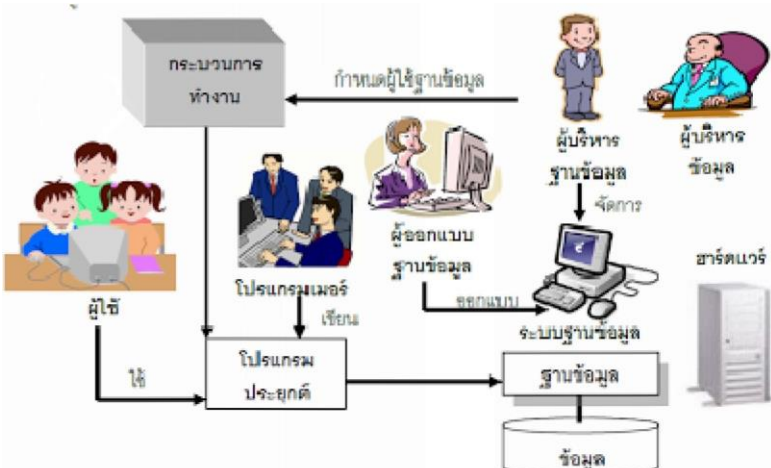 กระบวนการ
ทำงาน
กำหนดผู้ใช้ฐานข้อมูล
ผู้บริหาร
ฐานข้อมูล
ผู้บริหาร
ข้อมูล
จัดการ
ผู้ออกแบบ
ฐานข้อมูล
ฮาร์ดแวร์
ผู้ใช้
โปรแกรมเมอร์
ออกแบบ
ระบบฐานข้อมูล
เขียน
ใช้
โปรแกรม
ประยุกต์
ฐานข้อมูล
ข้อมูล